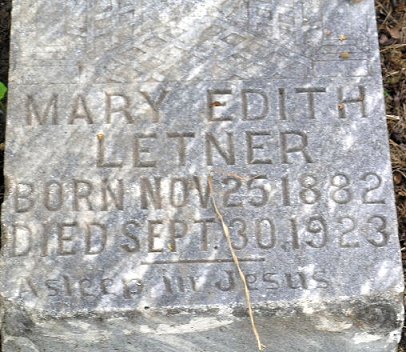 MARY EDITH
LETNER
BORN NOV 25 1882
DIED SEPT. 30. 1923
Asleep in Jesus